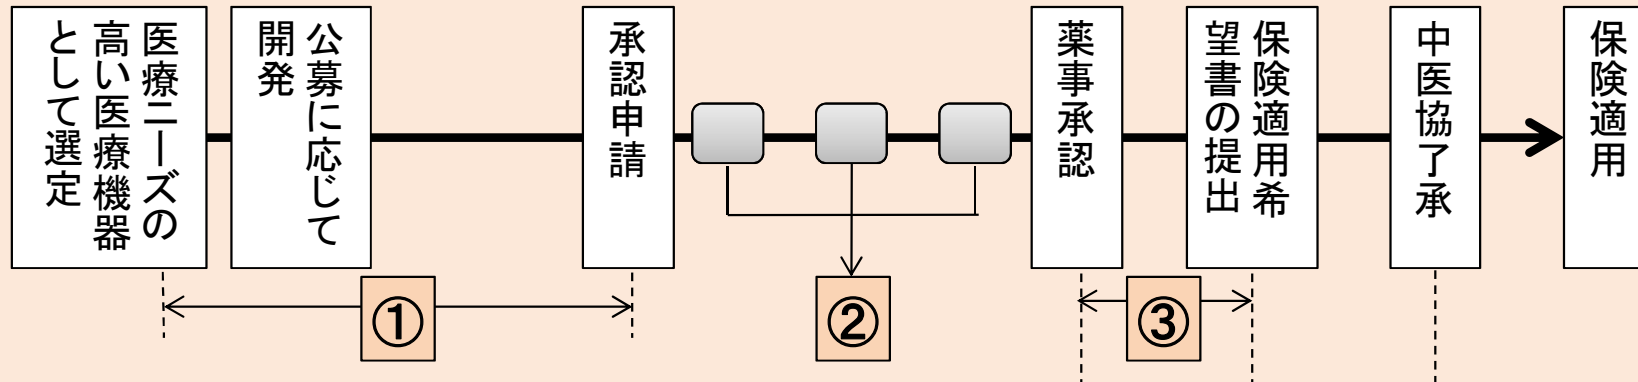 医療ニーズの
高い医療機器
として選定
公募に応じて
開発
承認申請
薬事承認
保険適用希
望書の提出
中医協了承
保険適用
①
②
③